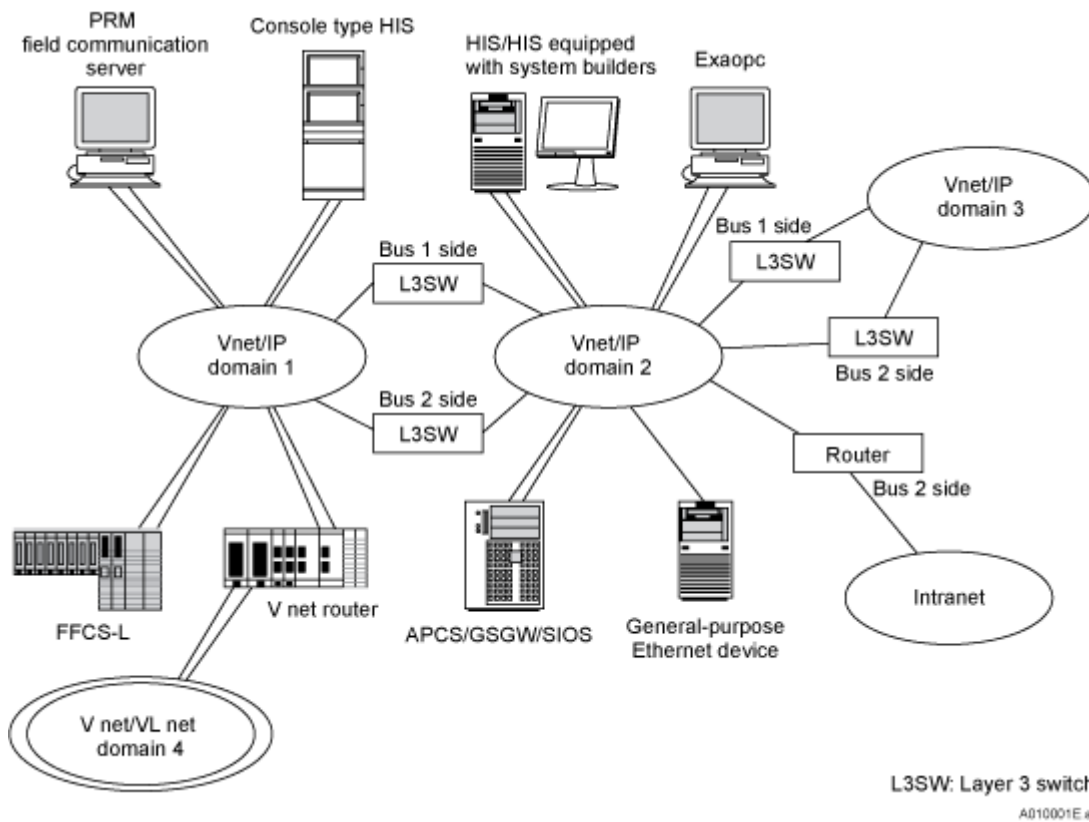 PRM
field communication
server
Console type HIS
HIS/HIS equipped
with system builders
Exaopc
Vnet/IP
domain 3
Bus 1 side
L3SW
Bus 1 side
L3SW
Vnet/IP
domain 1
Vnet/IP
domain 2
L3SW
Bus 2 side
Bus 2 side
L3SW
Router
Bus 2 side
FFCS-L
V net router
APCS/GSGW/SIOS
General-purpose
Ethernet device
Intranet
V net/VL net
domain 4
L3SW: Layer 3 switch
A010001E.